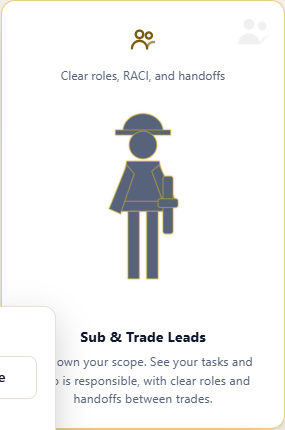 Clear roles, RACI, and handoffs
Sub & Trade Leads
own your scope. See your tasks and
is responsible, with clear roles and
handoffs between trades.